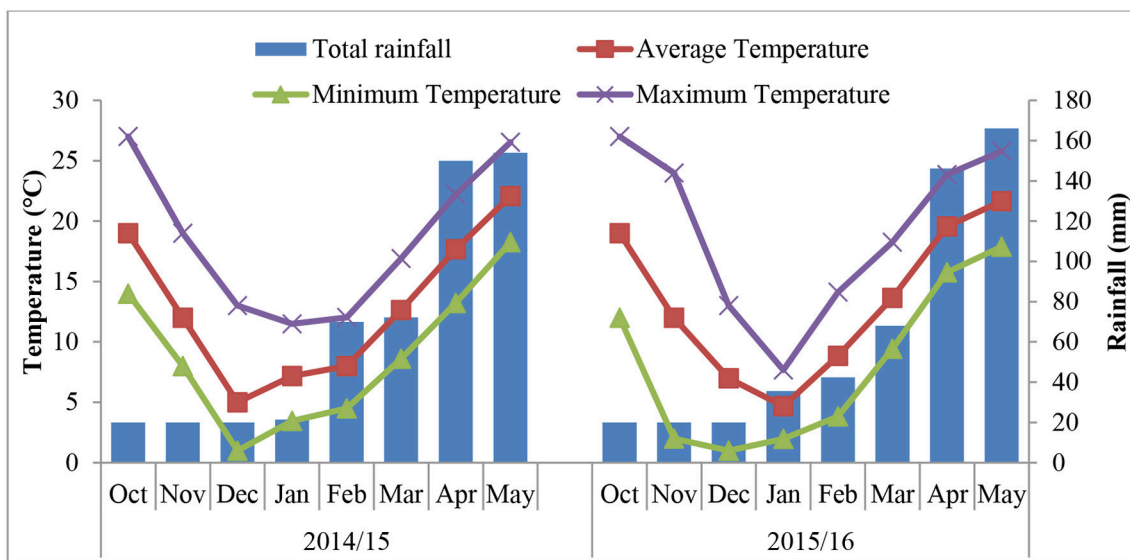 Total rainfall
Average Temperature
Minimum Temperature
Maximum Temperature
Temperature (°C)
30
25
20
15
10
5
0
180
160
140
120
100
80
60
40
20
0
Rainfall (mm)
Oct Nov Dec Jan Feb Mar Apr May
Oct Nov Dec Jan Feb Mar Apr May
2014/15
2015/16